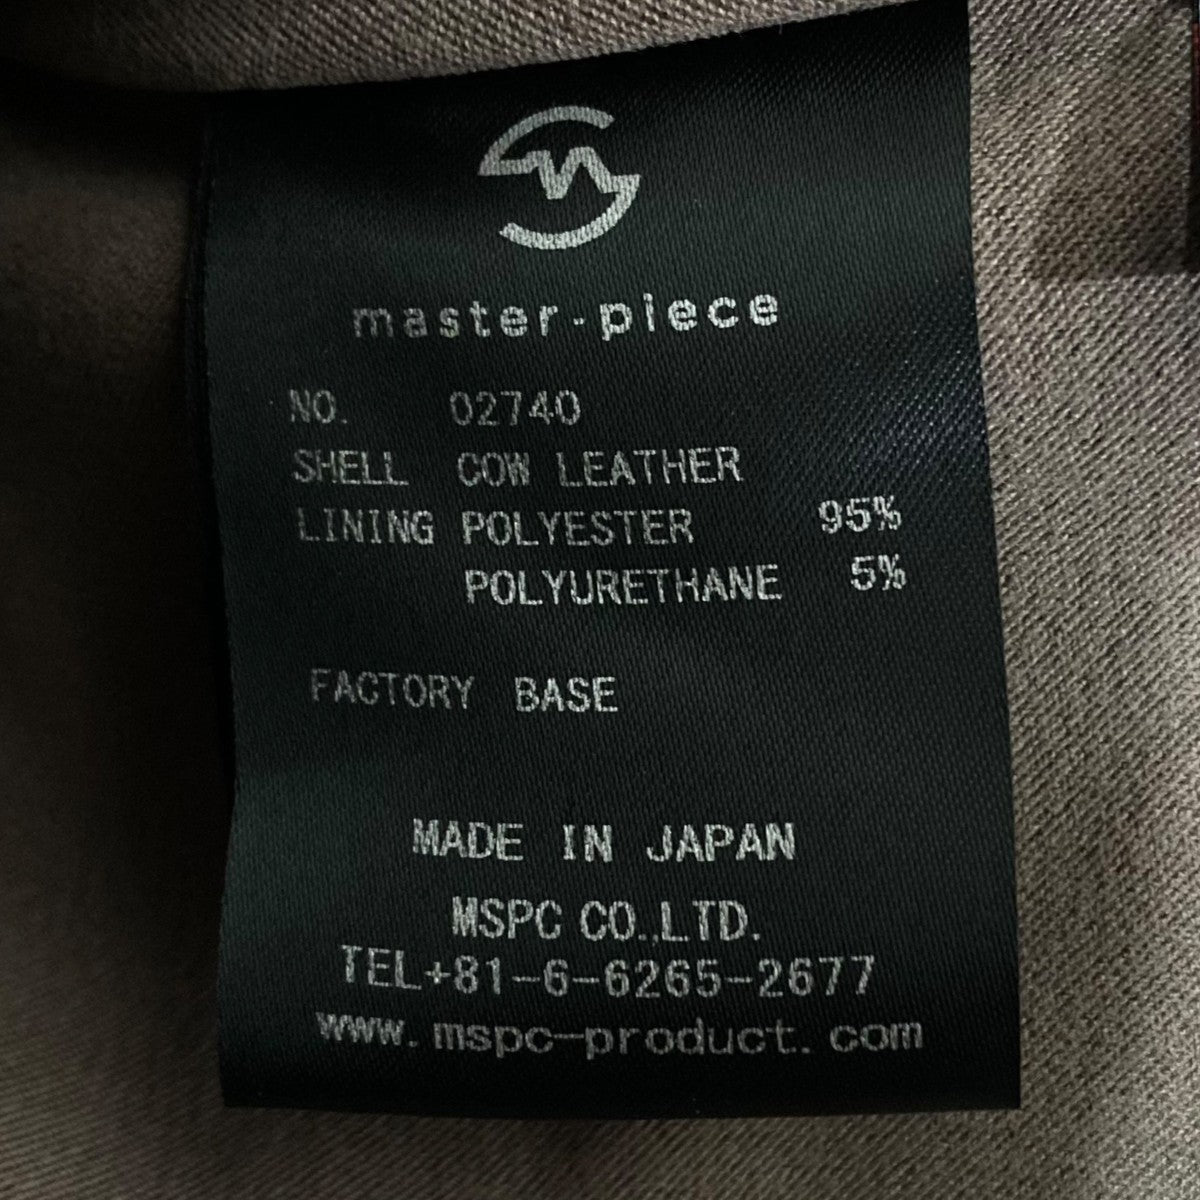 master-piece
NO. 02740
SHELL COW LEATHER
LINING POLYESTER 95%
POLYURETHANE 5%
FACTORY BASE
MADE IN JAPAN
MSPC CO.,LTD.
TEL+81-6-6265-2677
www.mspc-product.com